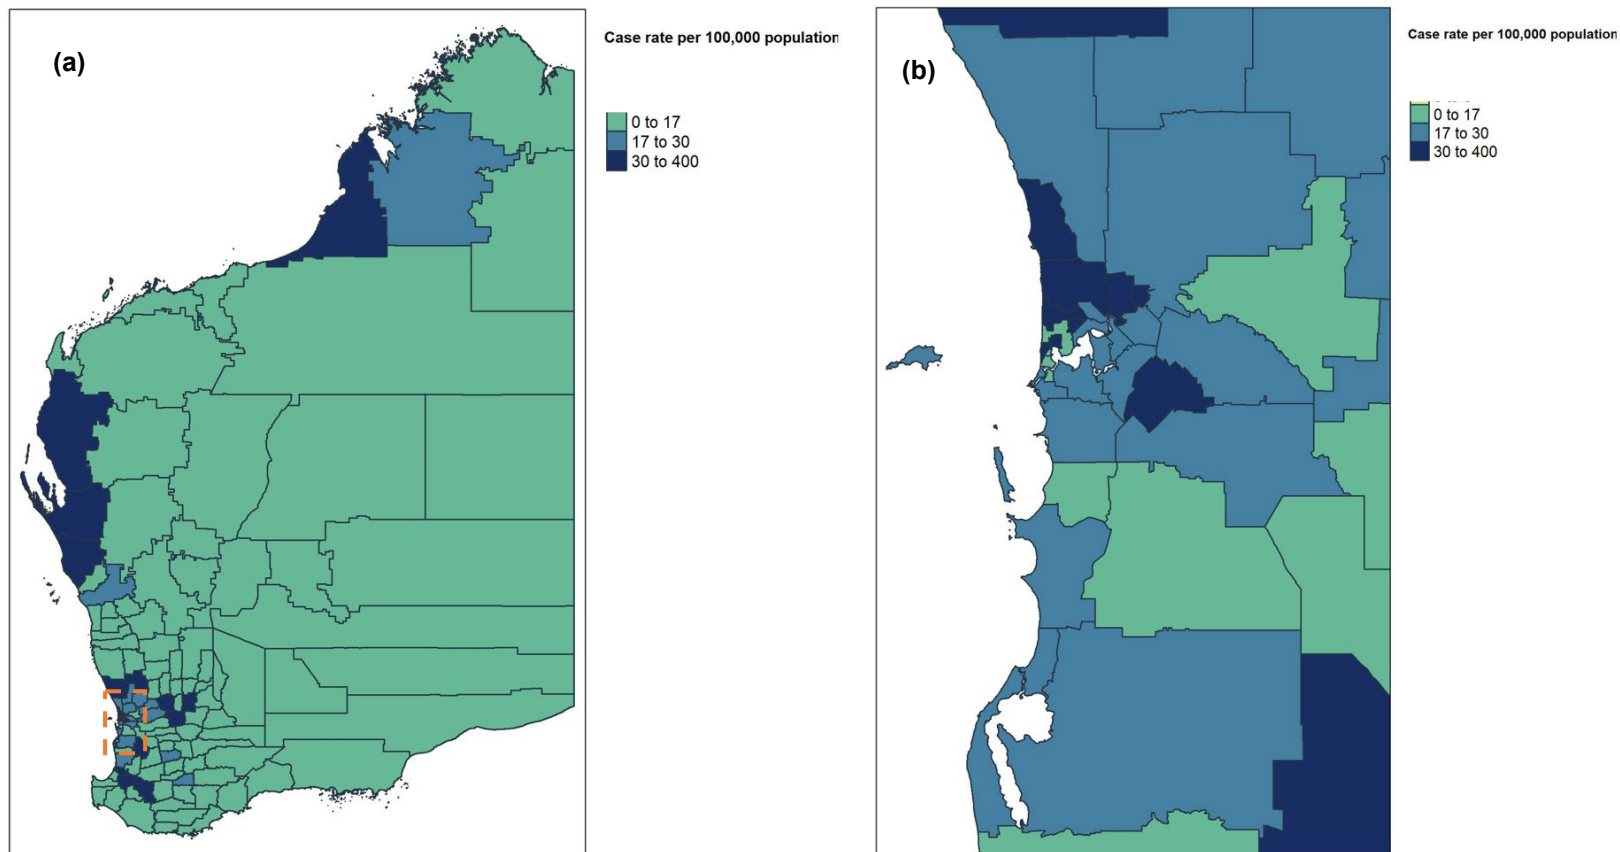 (a)
Case rate per 100,000 population
0 to 17
17 to 30
30 to 400
(b)
Case rate per 100,000 population
0 to 17
17 to 30
30 to 400